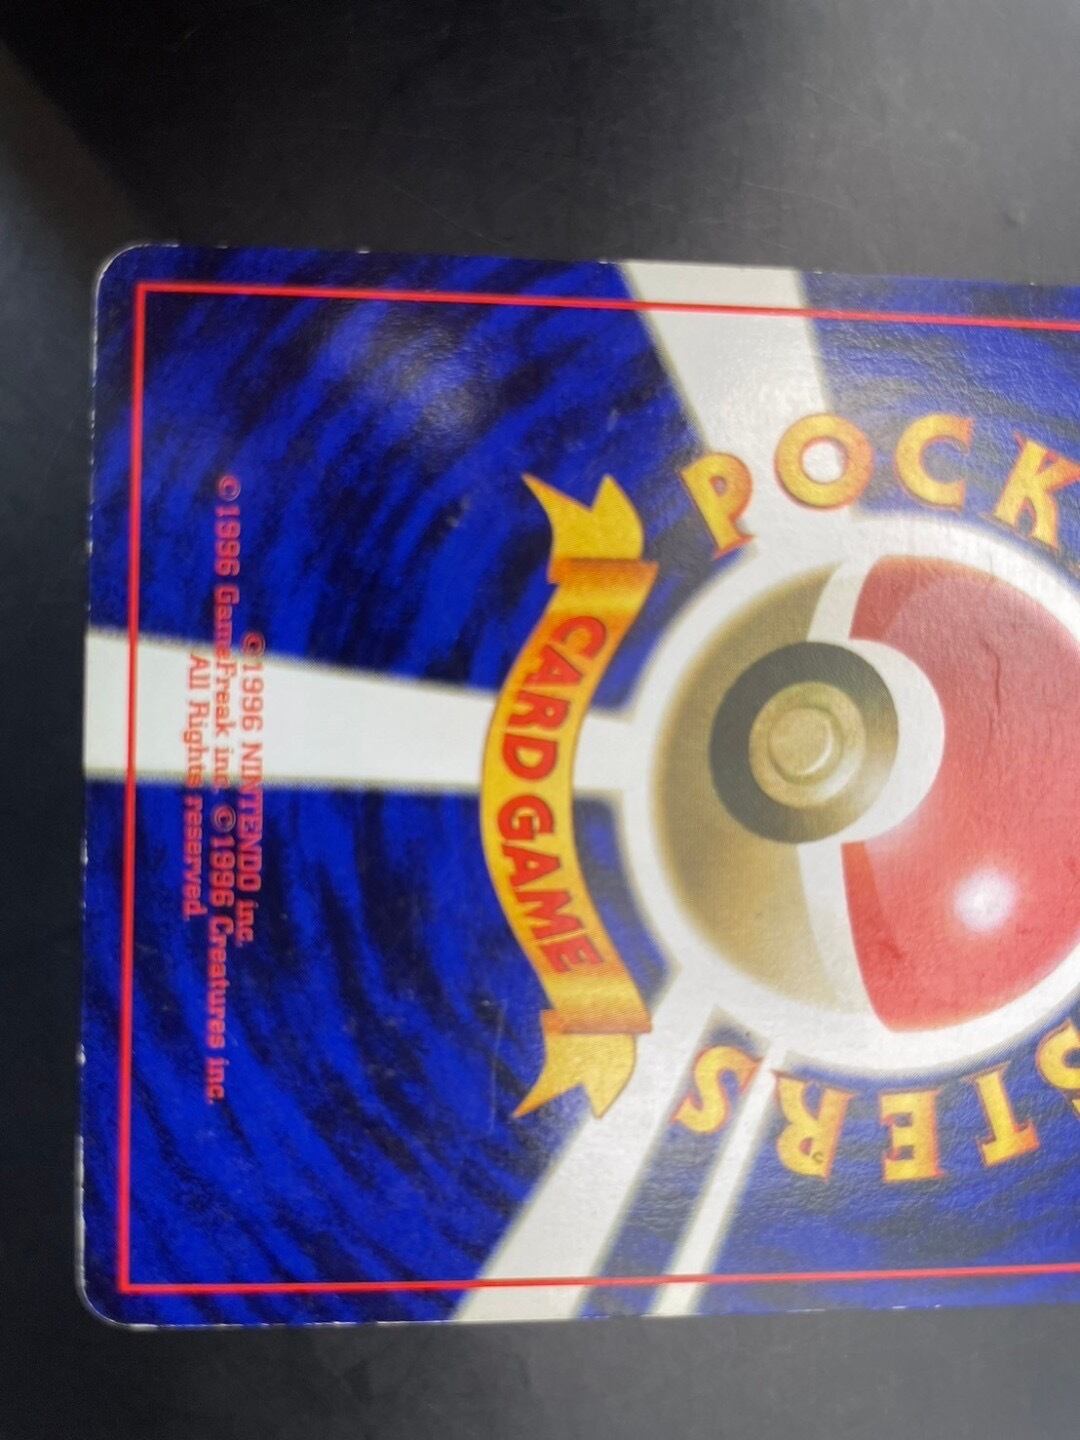 POCK
CARD GAME
STERS
©1996 NINTENDO inc.
©1996 GameFreak inc. ©1996 Creatures inc.
All Rights reserved.